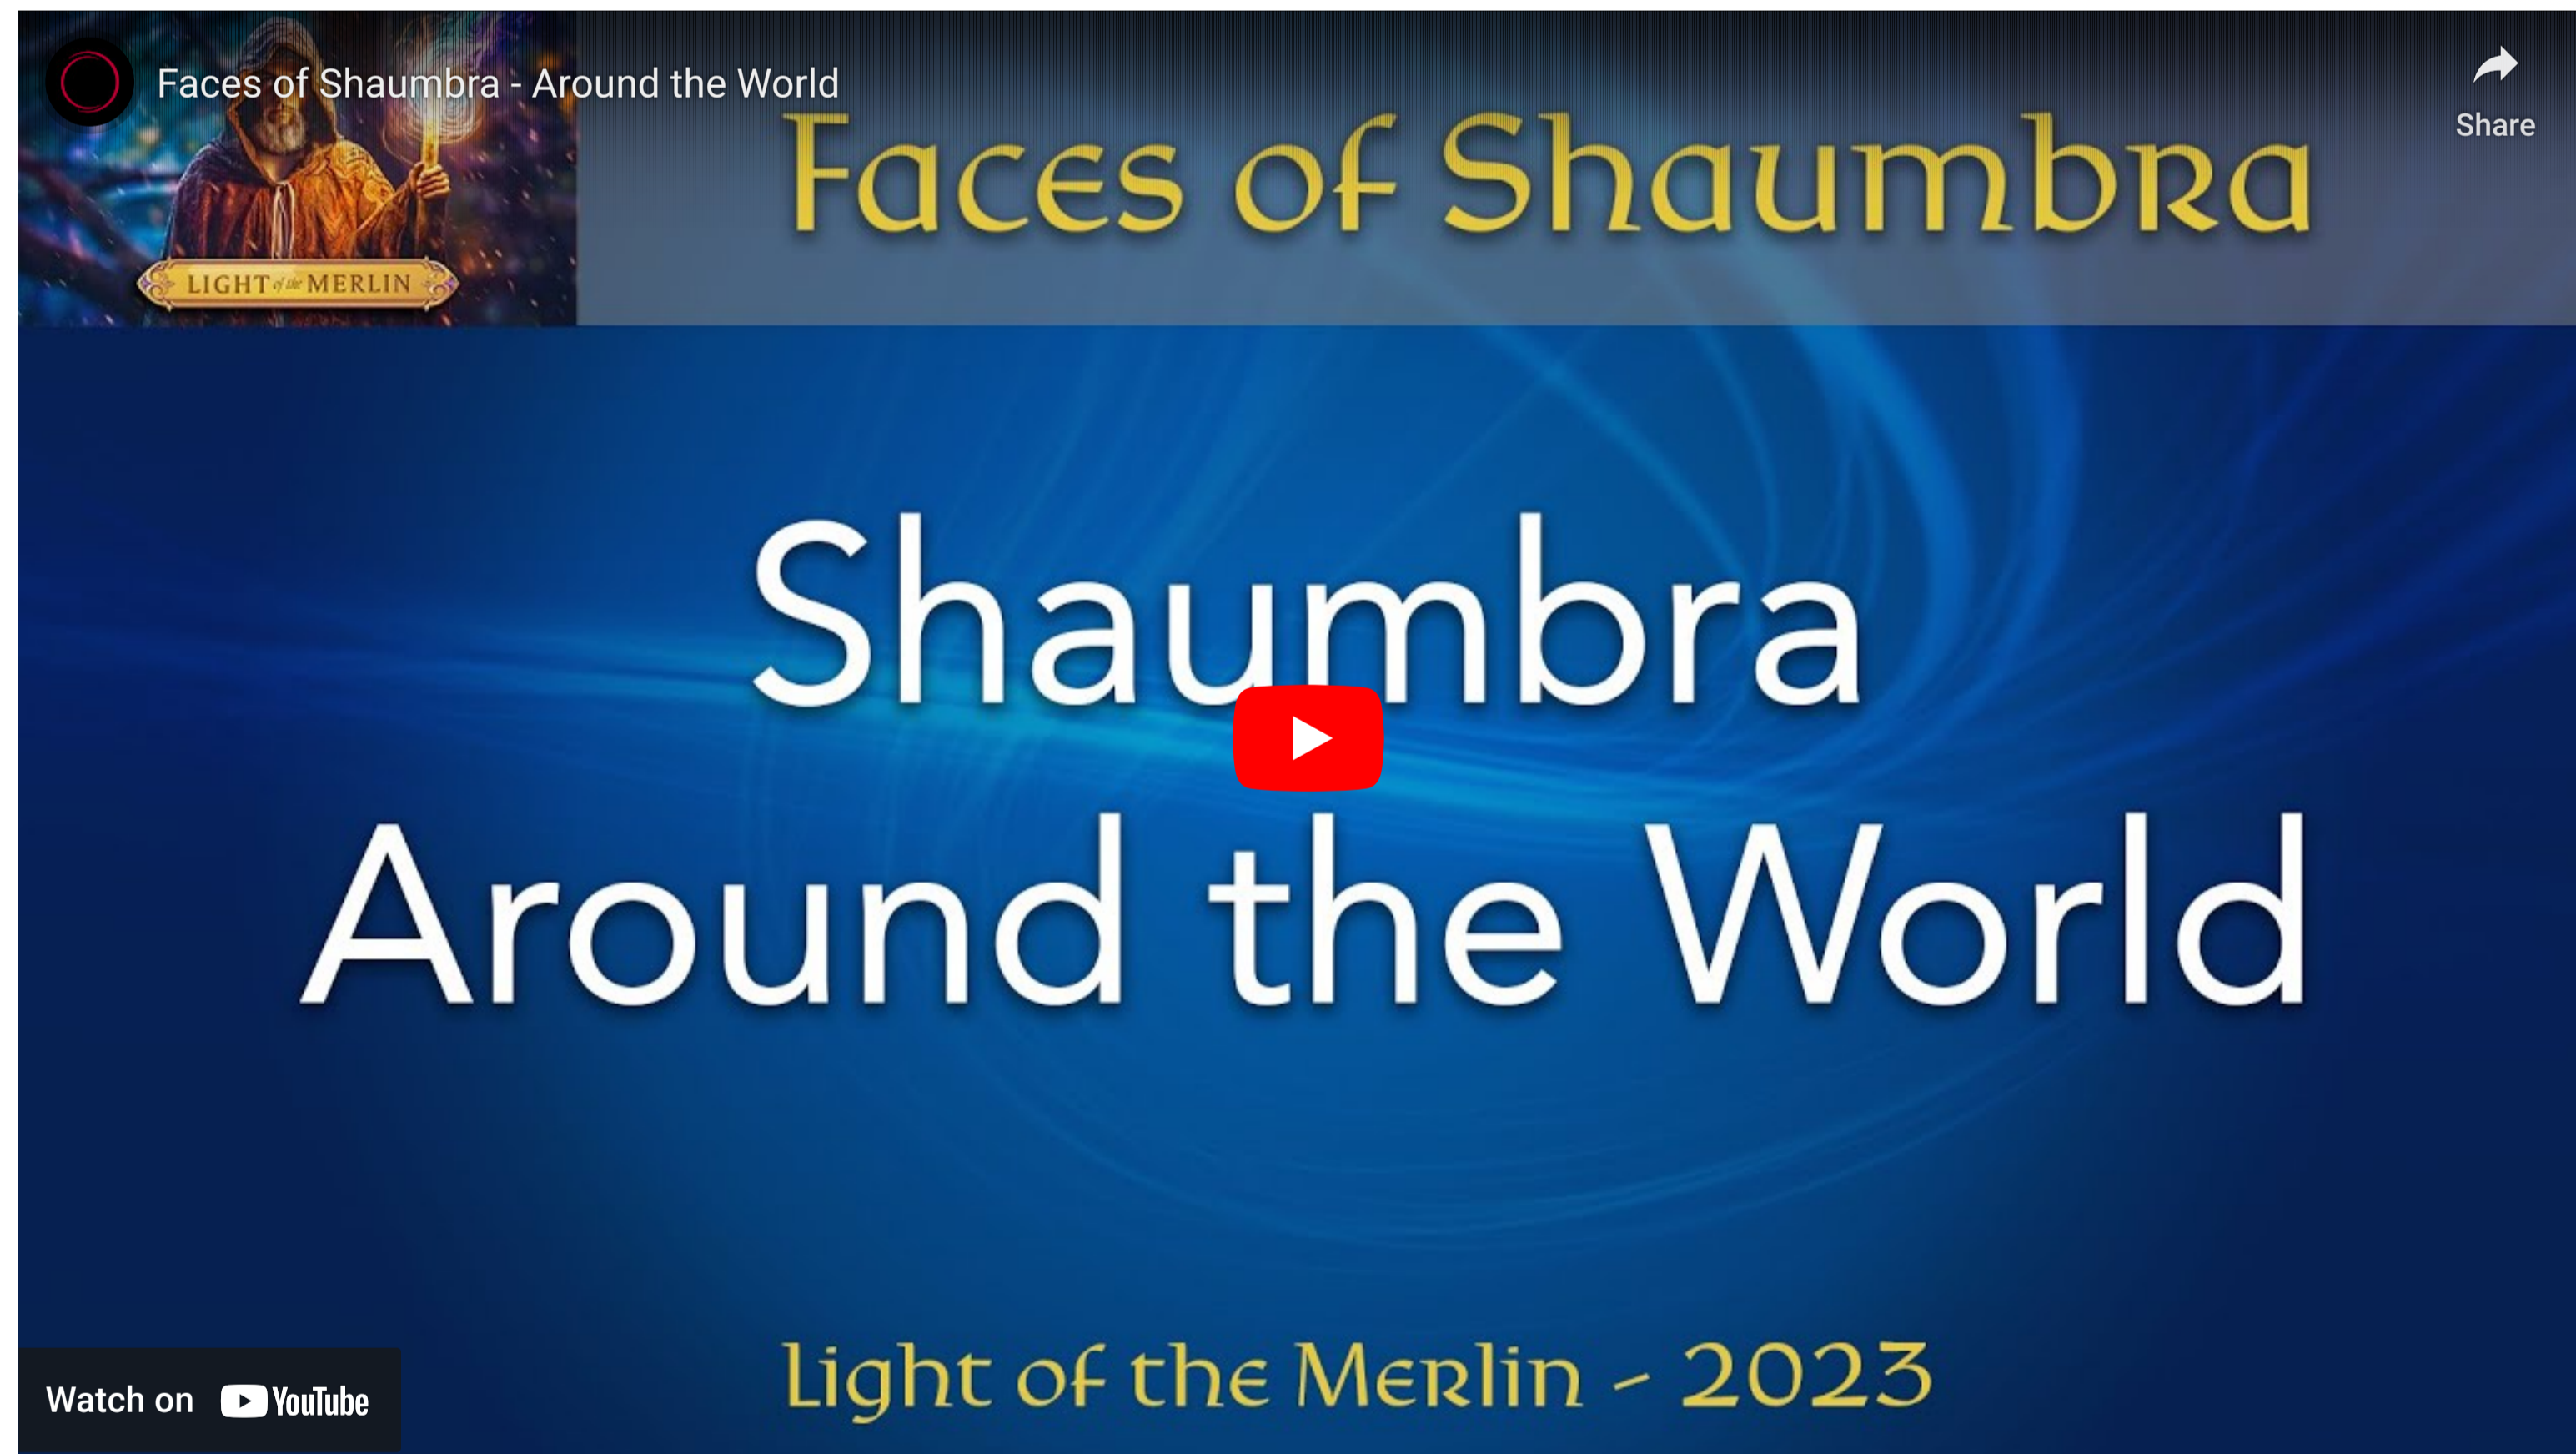 Faces of Shaumbra - Around the World
Share
Faces of Shaumbra
LIGHT of the MERLIN
Shaumbra
Around the World
Light of the Merlin - 2023
Watch on YouTube